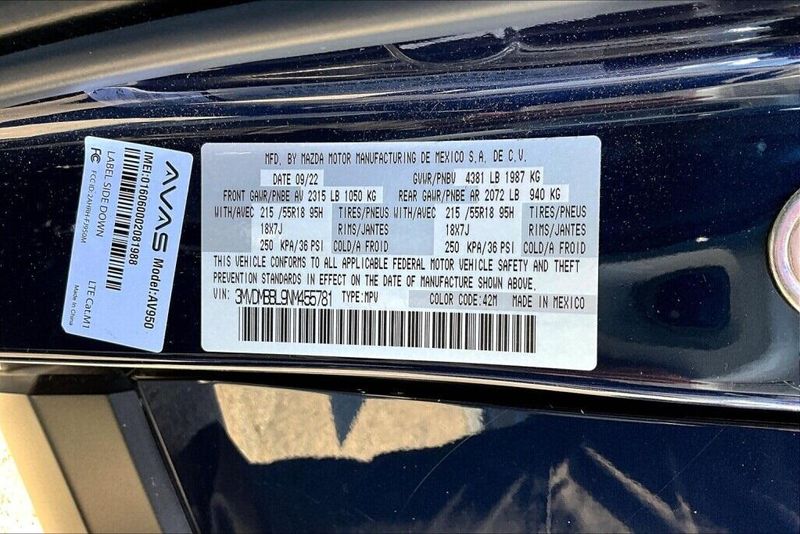 AVAS Model:AV950
IMEI:016060002081988
LABEL SIDE DOWN LTE Cat.M1
FC FCC ID:2AHRH-FJ950M Made In China
MFD. BY MAZDA MOTOR MANUFACTURING DE MEXICO S.A. DE C.V.
DATE 09/22 GVWR/PNBV 4381 LB 1987 KG
FRONT GAWR/PNBE AV 2315 LB 1050 KG REAR GAWR/PNBE AR 2072 LB 940 KG
WITH/AVEC 215 /55R18 95H TIRES/PNEUS WITH/AVEC 215 /55R18 95H TIRES/PNEUS
18X7J RIMS/JANTES 18X7J RIMS/JANTES
250 KPA/36 PSI COLD/A FROID 250 KPA/36 PSI COLD/A FROID
THIS VEHICLE CONFORMS TO ALL APPLICABLE FEDERAL MOTOR VEHICLE SAFETY AND THEFT
PREVENTION STANDARDS IN EFFECT ON THE DATE OF MANUFACTURE SHOWN ABOVE.
VIN: 3MVDMBBL9NM455781 TYPE:MPV COLOR CODE:42M MADE IN MEXICO